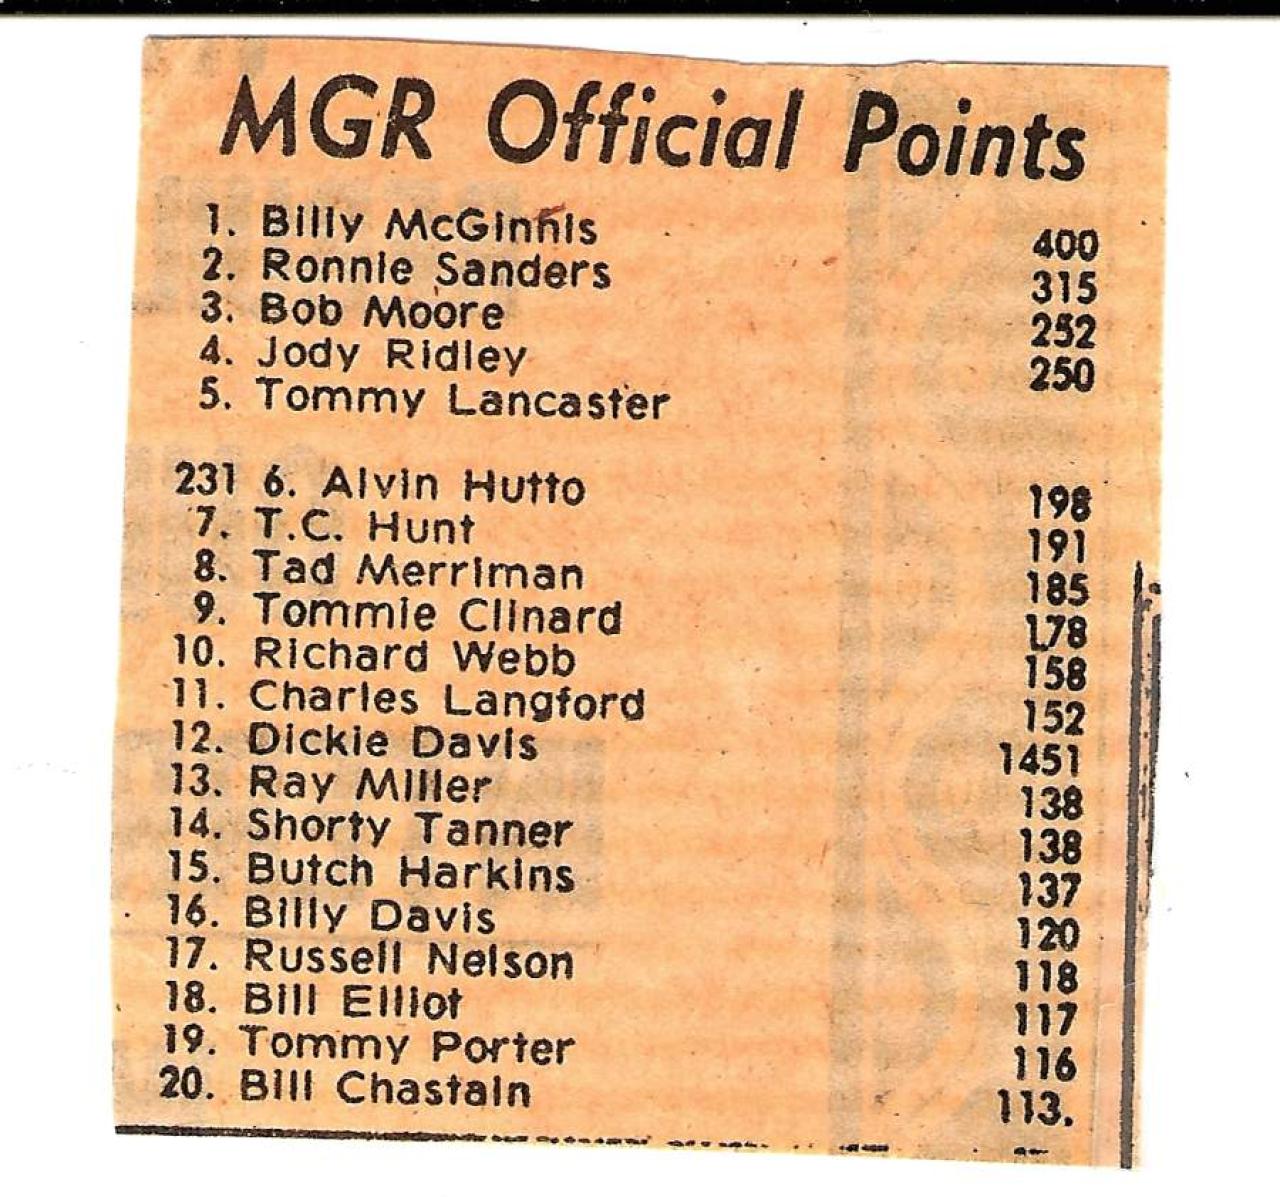 MGR Official Points
1. Billy McGinnis 400
2. Ronnie Sanders 315
3. Bob Moore 252
4. Jody Ridley 250
5. Tommy Lancaster
231 6. Alvin Hutto 198
7. T.C. Hunt 191
8. Tad Merriman 185
9. Tommie Clinard 178
10. Richard Webb 158
11. Charles Langford 152
12. Dickie Davis 1451
13. Ray Miller 138
14. Shorty Tanner 138
15. Butch Harkins 137
16. Billy Davis 120
17. Russell Nelson 118
18. Bill Elliot 117
19. Tommy Porter 116
20. Bill Chastain 113.